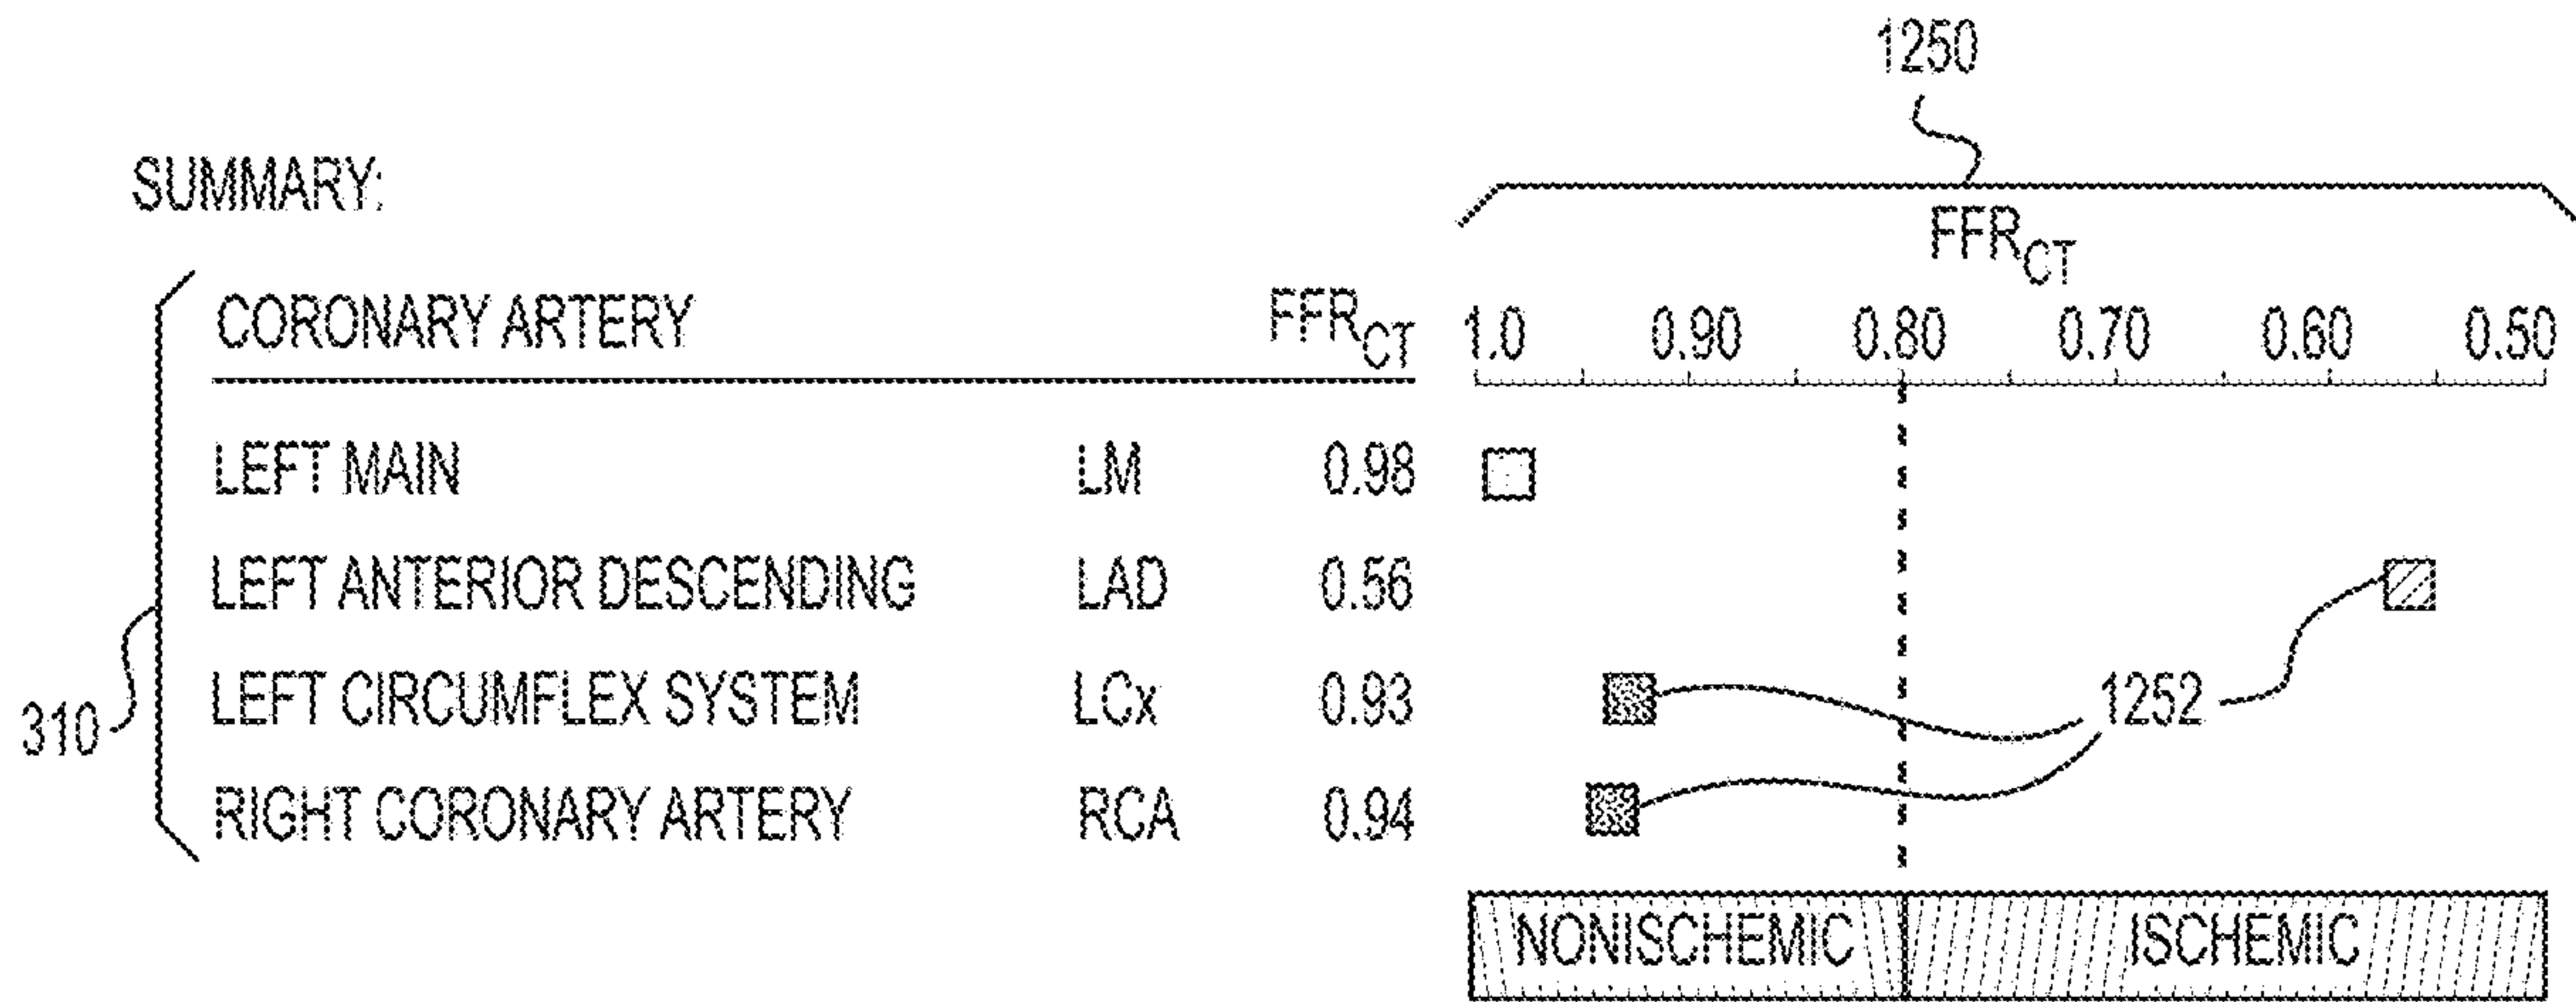 1250
SUMMARY:
FFRCT
CORONARY ARTERY FFRCT 1.0 0.90 0.80 0.70 0.60 0.50
LEFT MAIN LM 0.98
LEFT ANTERIOR DESCENDING LAD 0.56
LEFT CIRCUMFLEX SYSTEM LCx 0.93 1252
310
RIGHT CORONARY ARTERY RCA 0.94
NONISCHEMIC ISCHEMIC